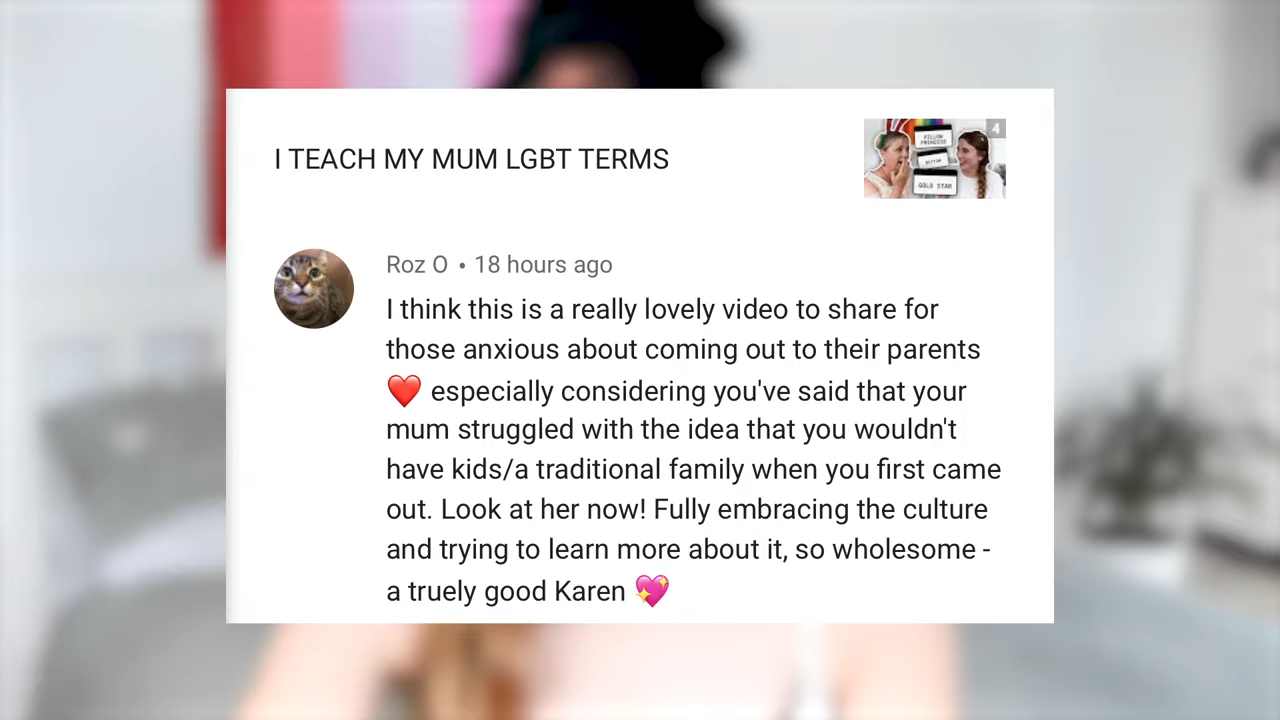 I TEACH MY MUM LGBT TERMS
4
PILLOW
PRINCESS
BOTTOM
GOLD STAR
Roz O • 18 hours ago
I think this is a really lovely video to share for
those anxious about coming out to their parents
❤️ especially considering you've said that your
mum struggled with the idea that you wouldn't
have kids/a traditional family when you first came
out. Look at her now! Fully embracing the culture
and trying to learn more about it, so wholesome -
a truely good Karen 💖